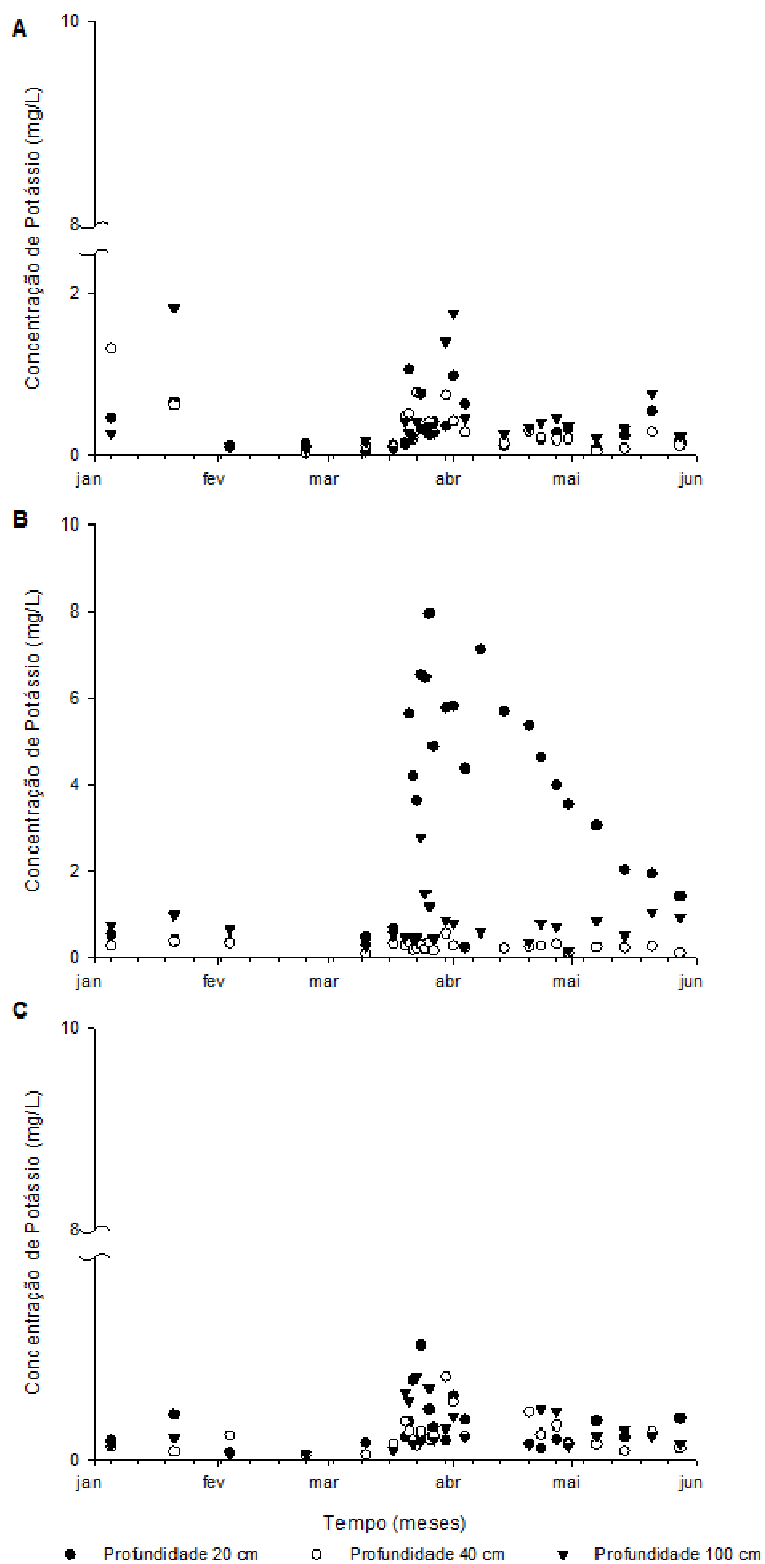 A
Concentração de Potássio (mg/L)
10
8
2
0
jan fev mar abr mai jun
B
Concentração de Potássio (mg/L)
10
8
6
4
2
0
jan fev mar abr mai jun
C
Concentração de Potássio (mg/L)
10
8
0
jan fev mar abr mai jun
Tempo (meses)
Profundidade 20 cm Profundidade 40 cm Profundidade 100 cm